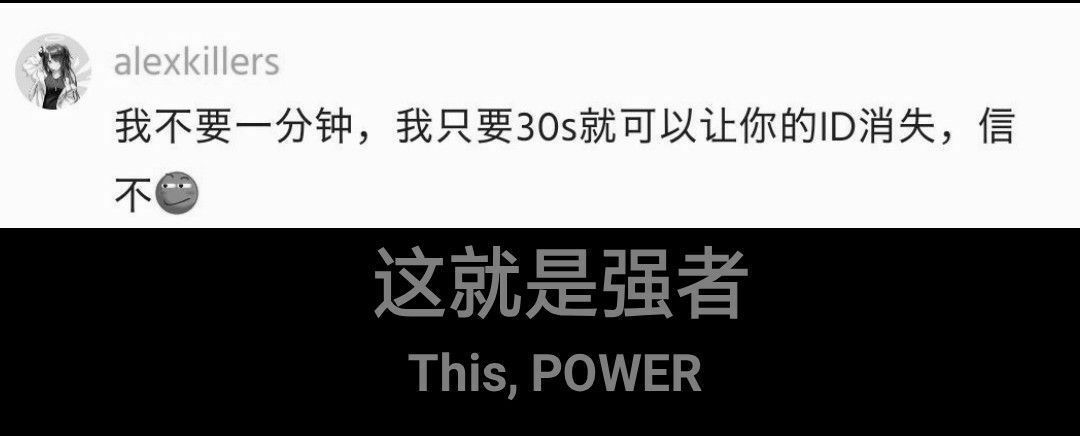 alexkillers
我不要一分钟，我只要30s就可以让你的ID消失，信
不
这就是强者
This, POWER